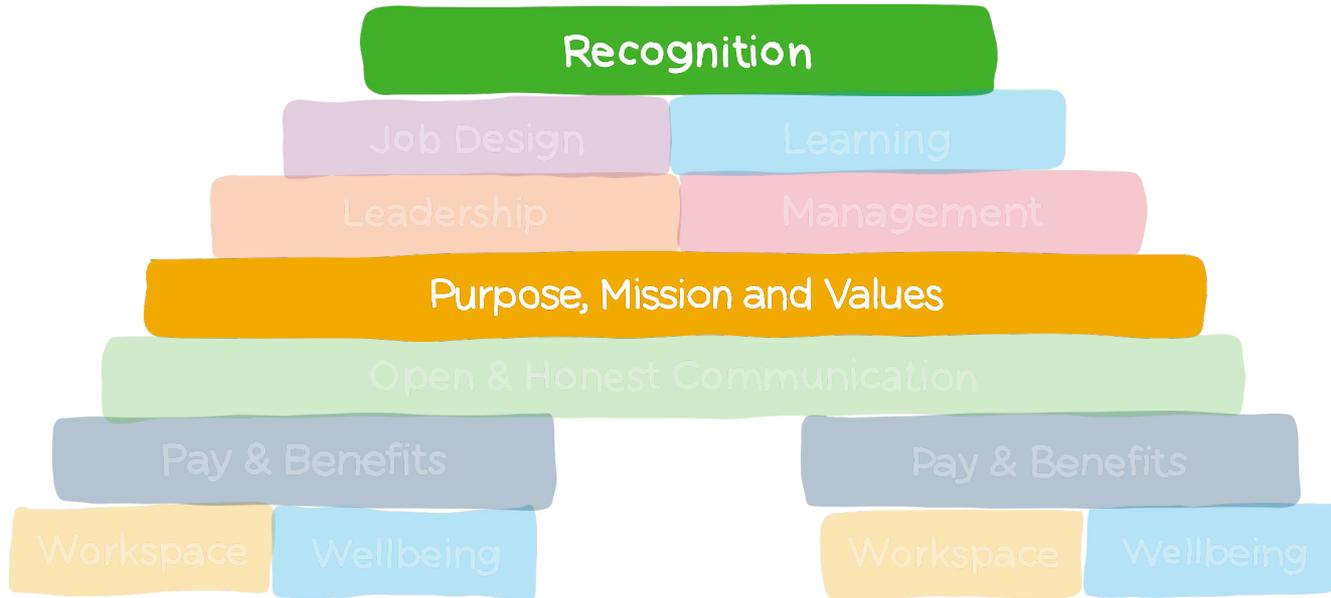 Recognition
Job Design Learning
Leadership Management
Purpose, Mission and Values
Open & Honest Communication
Pay & Benefits Pay & Benefits
Workspace Wellbeing Workspace Wellbeing